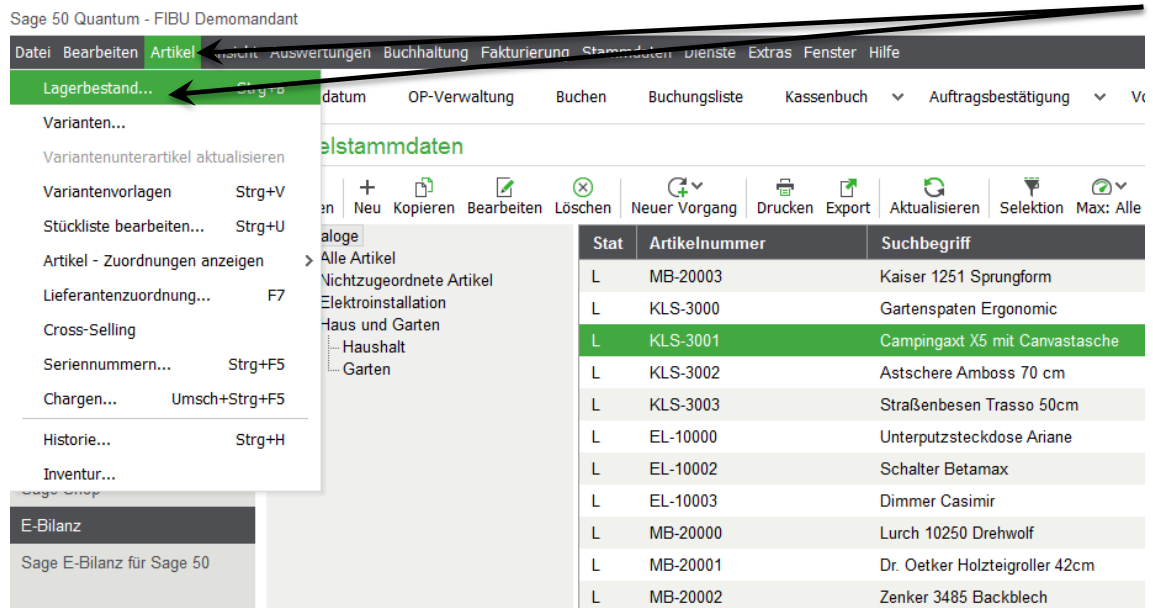 Sage 50 Quantum - FIBU Demomandant
Datei Bearbeiten Artikel Ansicht Auswertungen Buchhaltung Fakturierung Stammdaten Dienste Extras Fenster Hilfe
Lagerbestand... Strg+B
Varianten...
Variantenunterartikel aktualisieren
Variantenvorlagen Strg+V
Stückliste bearbeiten... Strg+U
Artikel - Zuordnungen anzeigen
Lieferantenzuordnung... F7
Cross-Selling
Seriennummern... Strg+F5
Chargen... Umsch+Strg+F5
Historie... Strg+H
Inventur...
Sage Shop
E-Bilanz
Sage E-Bilanz für Sage 50
datum OP-Verwaltung Buchen Buchungsliste Kassenbuch Auftragsbestätigung
elstammdaten
en Neu Kopieren Bearbeiten Löschen Neuer Vorgang Drucken Export Aktualisieren Selektion Max: Alle
aloge
Alle Artikel
Nichtzugeordnete Artikel
Elektroinstallation
Haus und Garten
Haushalt
Garten
Stat Artikelnummer Suchbegriff
L MB-20003 Kaiser 1251 Sprungform
L KLS-3000 Gartenspaten Ergonomic
L KLS-3001 Campingaxt X5 mit Canvastasche
L KLS-3002 Astschere Amboss 70 cm
L KLS-3003 Straßenbesen Trasso 50cm
L EL-10000 Unterputzsteckdose Ariane
L EL-10002 Schalter Betamax
L EL-10003 Dimmer Casimir
L MB-20000 Lurch 10250 Drehwolf
L MB-20001 Dr. Oetker Holzteigroller 42cm
L MB-20002 Zenker 3485 Backblech